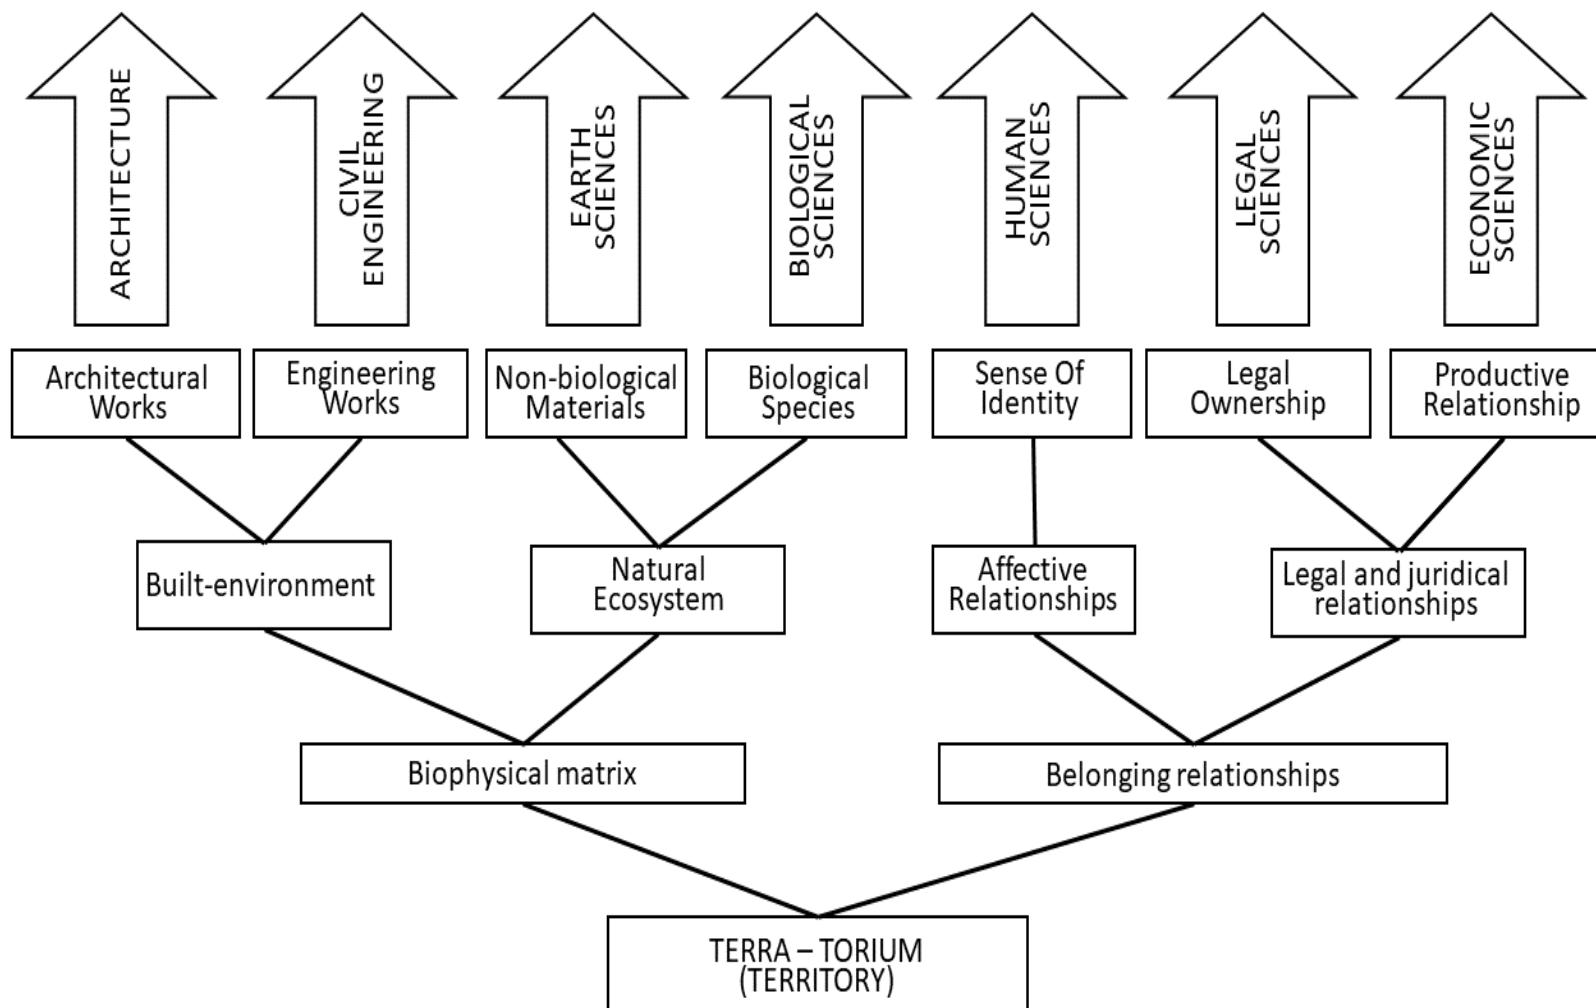 ARCHITECTURE
CIVIL
ENGINEERING
EARTH
SCIENCES
BIOLOGICAL
SCIENCES
HUMAN
SCIENCES
LEGAL
SCIENCES
ECONOMIC
SCIENCES
Architectural
Works
Engineering
Works
Non-biological
Materials
Biological
Species
Sense Of
Identity
Legal
Ownership
Productive
Relationship
Built-environment
Natural
Ecosystem
Affective
Relationships
Legal and juridical
relationships
Biophysical matrix
Belonging relationships
TERRA – TORIUM
(TERRITORY)